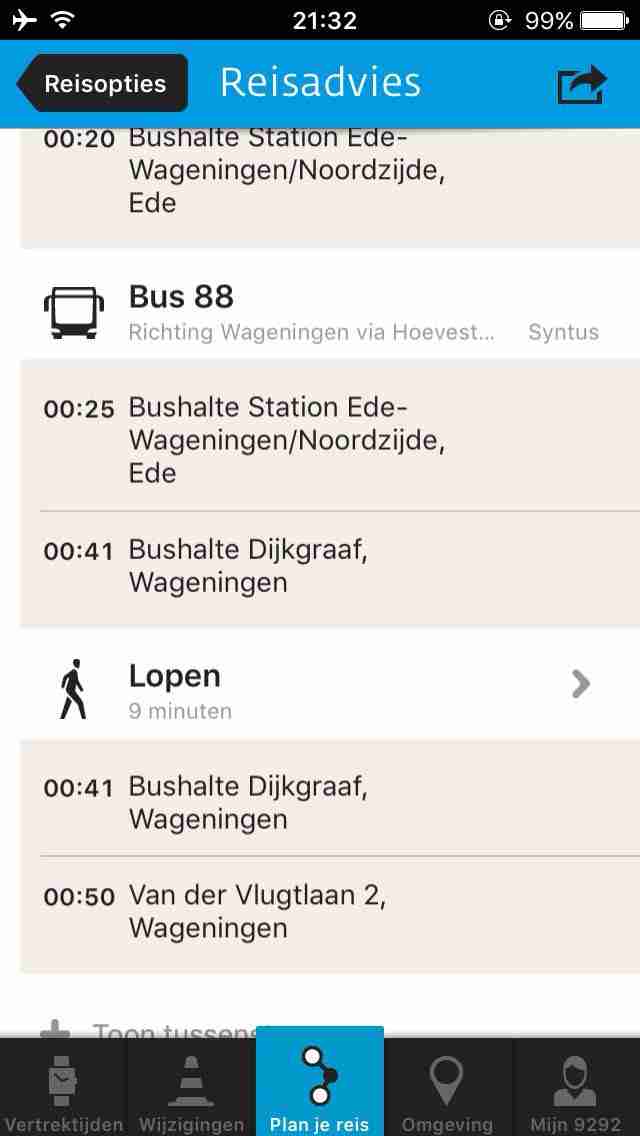 21:32
99%
Reisopties
Reisadvies
00:20 Bushalte Station Ede-
Wageningen/Noordzijde,
Ede
Bus 88
Richting Wageningen via Hoevest... Syntus
00:25 Bushalte Station Ede-
Wageningen/Noordzijde,
Ede
00:41 Bushalte Dijkgraaf,
Wageningen
Lopen
9 minuten
00:41 Bushalte Dijkgraaf,
Wageningen
00:50 Van der Vlugtlaan 2,
Wageningen
Toon
Vertrektijden Wijzigingen Plan je reis Omgeving Mijn 9292